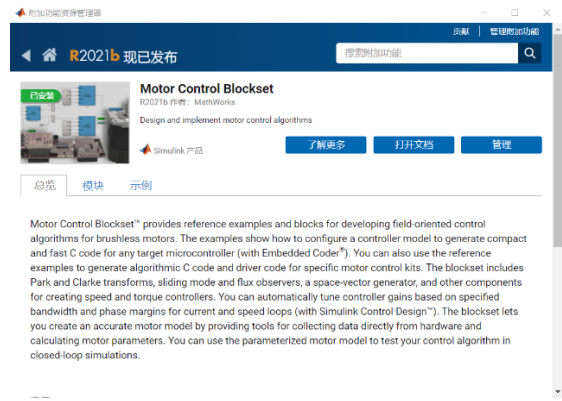 附加功能资源管理器
贡献 管理附加功能
R2021b 现已发布
搜索附加功能
已安装
Motor Control Blockset
R2021b 作者: MathWorks
Design and implement motor control algorithms
Simulink 产品
了解更多 打开文档 管理
总览 模块 示例
Motor Control Blockset™ provides reference examples and blocks for developing field-oriented control
algorithms for brushless motors. The examples show how to configure a controller model to generate compact
and fast C code for any target microcontroller (with Embedded Coder®). You can also use the reference
examples to generate algorithmic C code and driver code for specific motor control kits. The blockset includes
Park and Clarke transforms, sliding mode and flux observers, a space-vector generator, and other components
for creating speed and torque controllers. You can automatically tune controller gains based on specified
bandwidth and phase margins for current and speed loops (with Simulink Control Design™). The blockset lets
you create an accurate motor model by providing tools for collecting data directly from hardware and
calculating motor parameters. You can use the parameterized motor model to test your control algorithm in
closed-loop simulations.